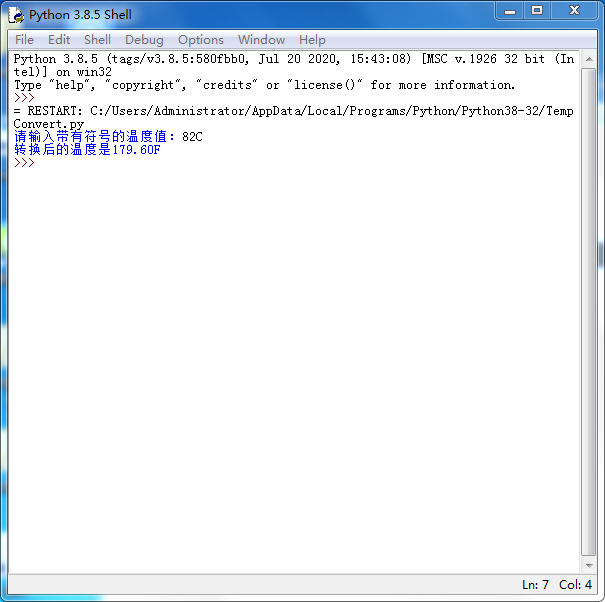 Python 3.8.5 Shell
File Edit Shell Debug Options Window Help
Python 3.8.5 (tags/v3.8.5:580fbb0, Jul 20 2020, 15:43:08) [MSC v.1926 32 bit (In
tel)] on win32
Type "help", "copyright", "credits" or "license()" for more information.
>>>
= RESTART: C:/Users/Administrator/AppData/Local/Programs/Python/Python38-32/Temp
Convert.py
请输入带有符号的温度值: 82C
转换后的温度是179.60F
>>>
Ln: 7 Col: 4